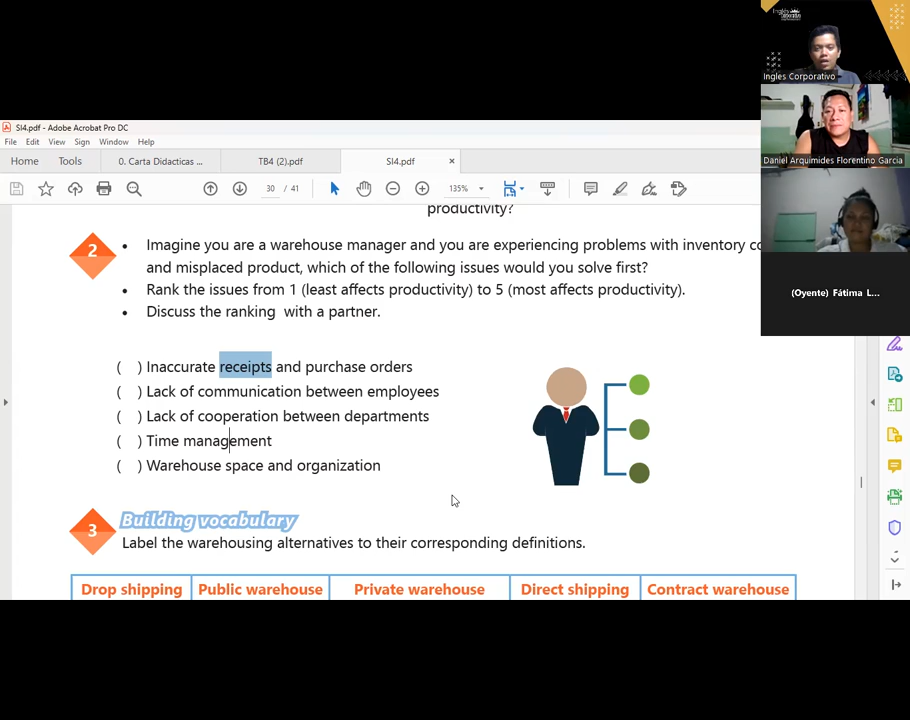 Inglés
Corporativo
Ingles Corporativo
SI4.pdf - Adobe Acrobat Pro DC
File Edit View Sign Window Help
Daniel Arquimides Florentino Garcia
Home Tools 0. Carta Didacticas ... TB4 (2).pdf SI4.pdf ×
30 / 41 135%
productivity?
2
• Imagine you are a warehouse manager and you are experiencing problems with inventory co
and misplaced product, which of the following issues would you solve first?
• Rank the issues from 1 (least affects productivity) to 5 (most affects productivity).
• Discuss the ranking with a partner.
(Oyente) Fátima L...
( ) Inaccurate receipts and purchase orders
( ) Lack of communication between employees
( ) Lack of cooperation between departments
( ) Time management
( ) Warehouse space and organization
3 Building vocabulary
Label the warehousing alternatives to their corresponding definitions.
Drop shipping Public warehouse Private warehouse Direct shipping Contract warehouse